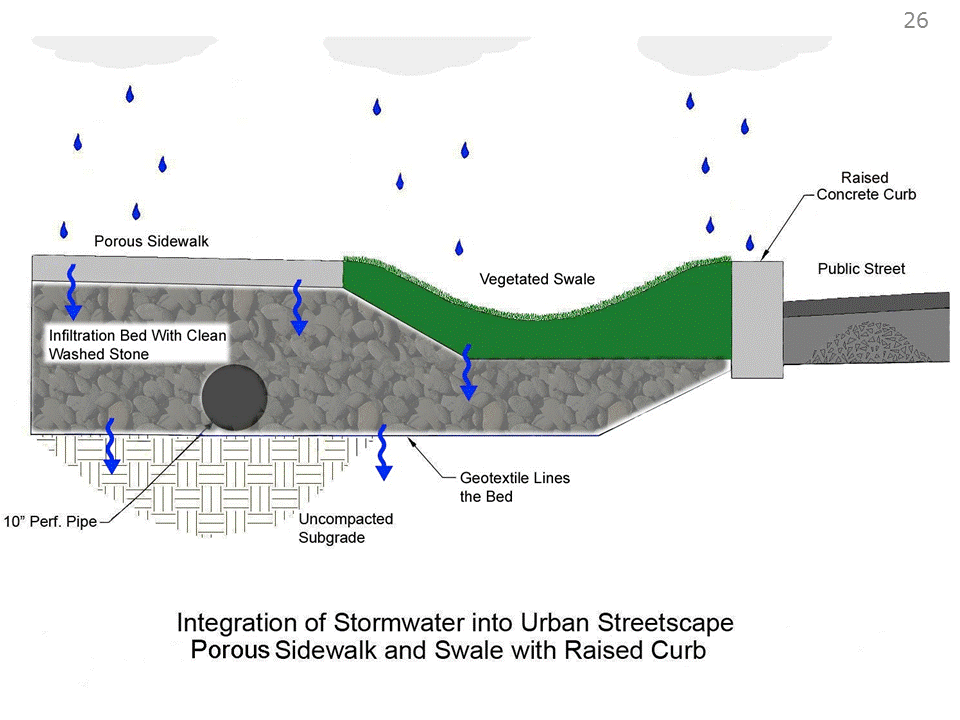 26
Raised
Concrete Curb
Porous Sidewalk
Vegetated Swale
Public Street
Infiltration Bed With Clean
Washed Stone
Geotextile Lines
the Bed
10" Perf. Pipe
Uncompacted
Subgrade
Integration of Stormwater into Urban Streetscape
Porous Sidewalk and Swale with Raised Curb